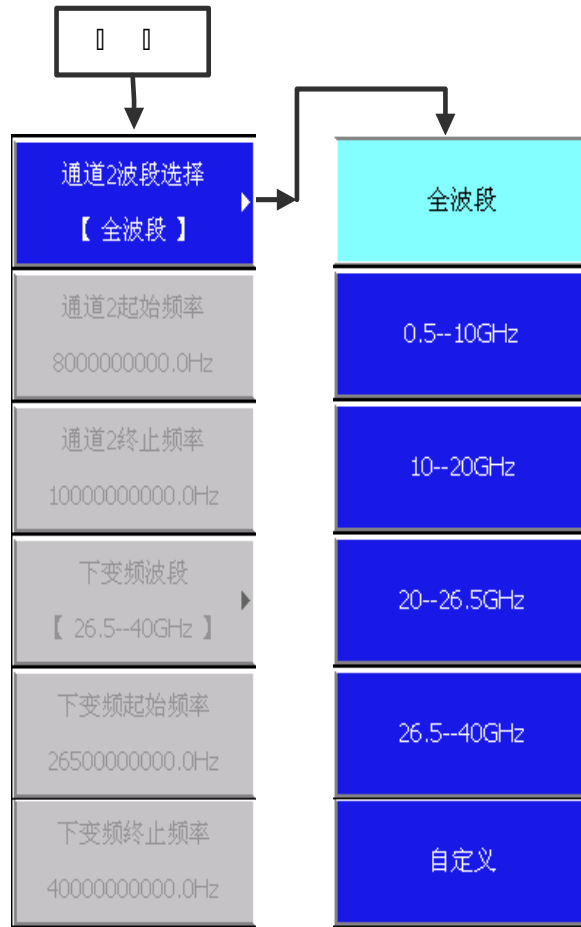 通道2波段选择
【 全波段 】
通道2起始频率
8000000000.0Hz
通道2终止频率
10000000000.0Hz
下变频波段
【 26.5--40GHz 】
下变频起始频率
26500000000.0Hz
下变频终止频率
40000000000.0Hz
全波段
0.5--10GHz
10--20GHz
20--26.5GHz
26.5--40GHz
自定义